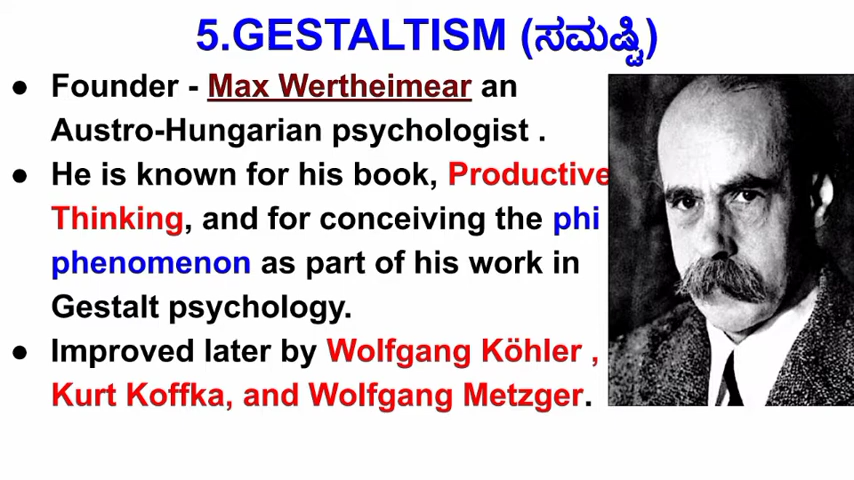 5.GESTALTISM (ಸಮಷ್ಟಿ)
● Founder - Max Wertheimear an
Austro-Hungarian psychologist .
● He is known for his book, Productive
Thinking, and for conceiving the phi
phenomenon as part of his work in
Gestalt psychology.
● Improved later by Wolfgang Köhler ,
Kurt Koffka, and Wolfgang Metzger.